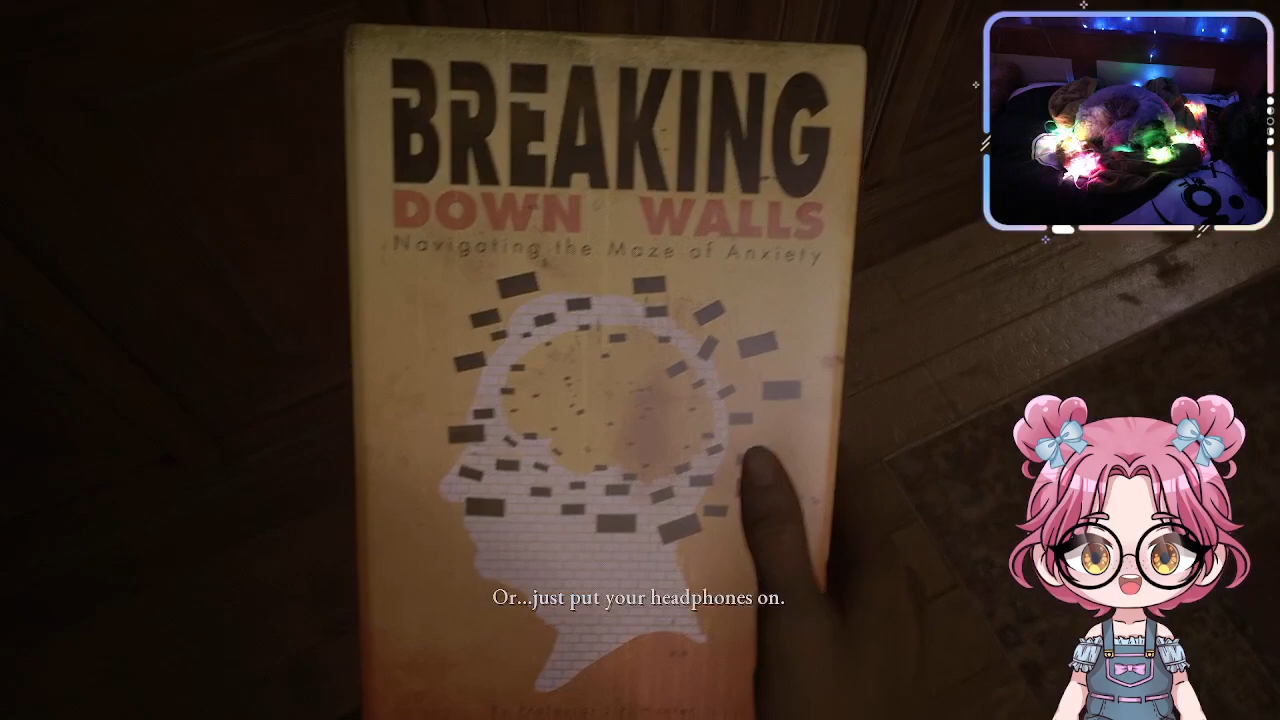 BREAKING
DOWN WALLS
Navigating the Maze of Anxiety
Or...just put your headphones on.